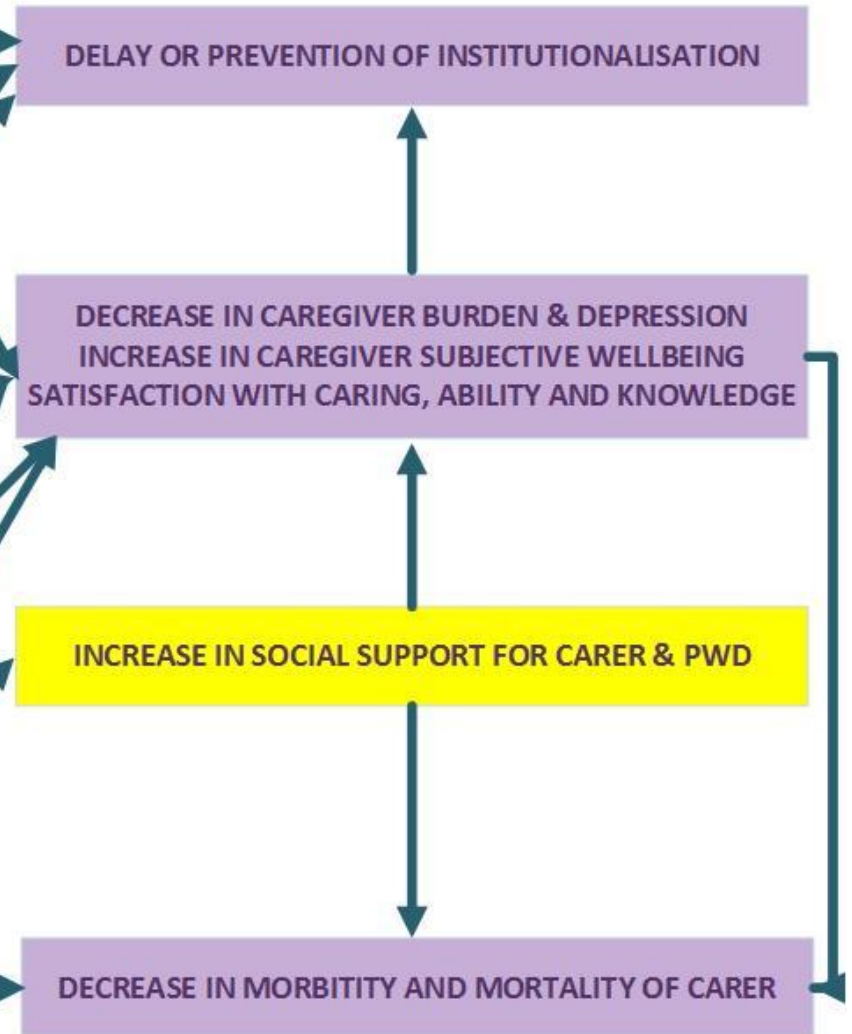 DELAY OR PREVENTION OF INSTITUTIONALISATION
DECREASE IN CAREGIVER BURDEN & DEPRESSION
INCREASE IN CAREGIVER SUBJECTIVE WELLBEING
SATISFACTION WITH CARING, ABILITY AND KNOWLEDGE
INCREASE IN SOCIAL SUPPORT FOR CARER & PWD
DECREASE IN MORBITITY AND MORTALITY OF CARER